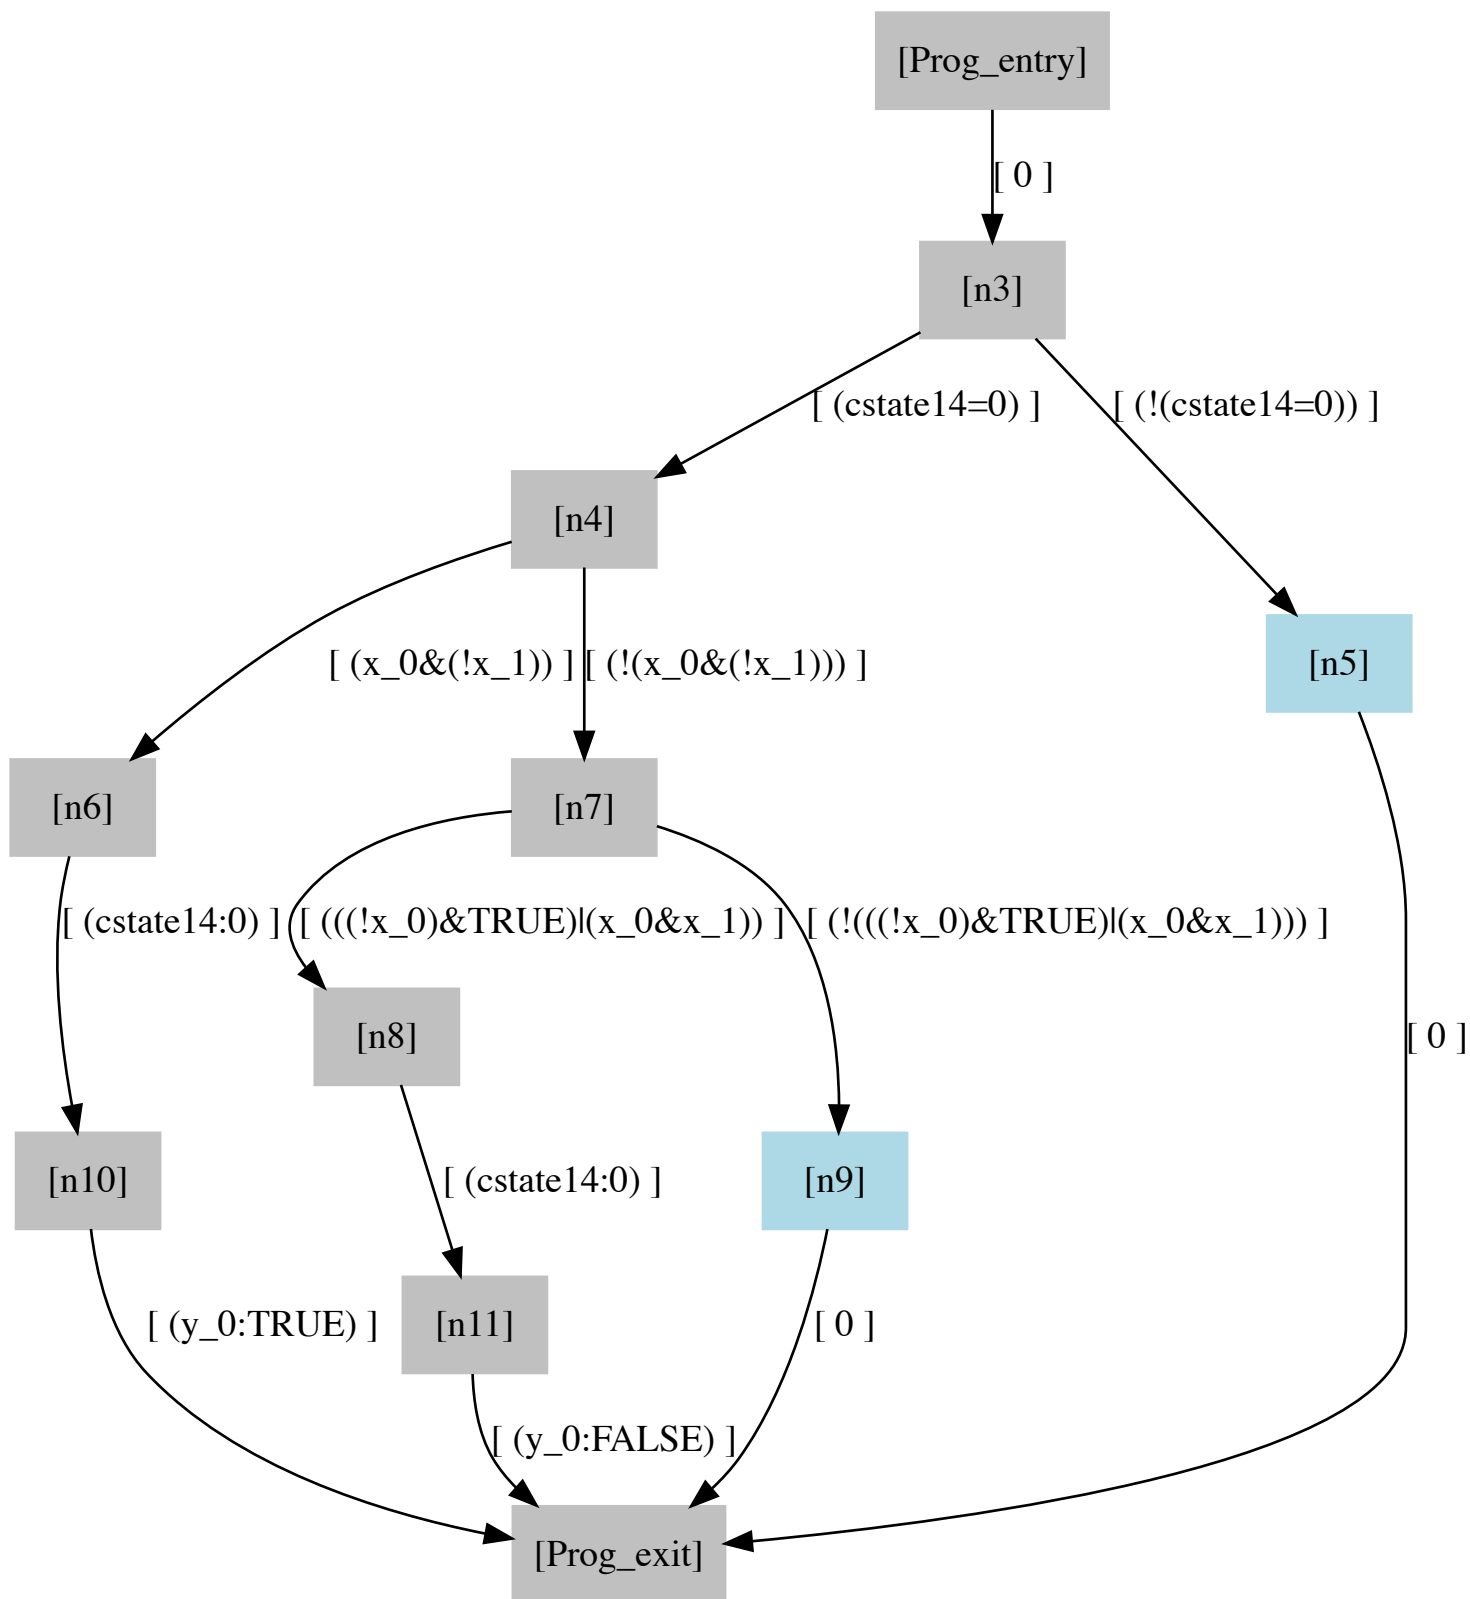 [Prog_entry]
[ 0 ]
[n3]
[ (cstate14=0) ]
[ (!(cstate14=0)) ]
[n4]
[ (x_0&(!x_1)) ]
[ (!(x_0&(!x_1))) ]
[n5]
[n6]
[n7]
[ (cstate14:0) ]
[ (((!x_0)&TRUE)|(x_0&x_1)) ]
[ (!(((!x_0)&TRUE)|(x_0&x_1))) ]
[n8]
[ 0 ]
[n10]
[ (cstate14:0) ]
[n9]
[ (y_0:TRUE) ]
[n11]
[ 0 ]
[ (y_0:FALSE) ]
[Prog_exit]